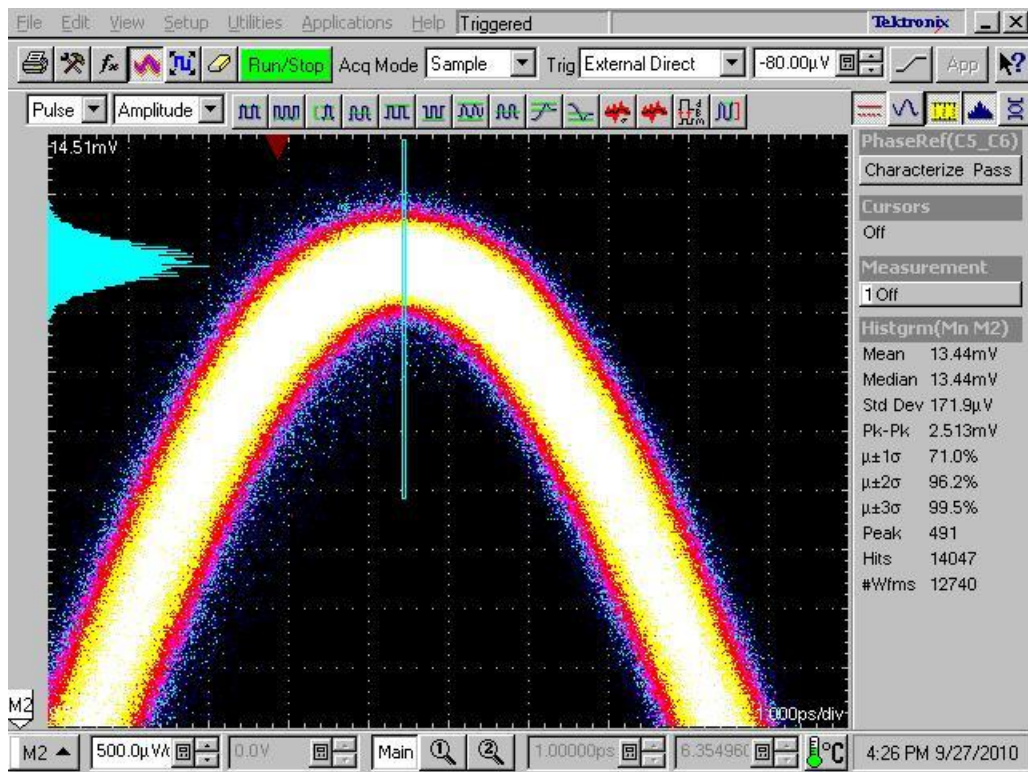 File Edit View Setup Utilities Applications Help Triggered Tektronix
Run/Stop Acq Mode Sample Trig External Direct -80.00µV App
Pulse Amplitude
14.51mV
PhaseRef(C5_C6)
Characterize Pass
Cursors
Off
Measurement
1 Off
Histgrm(Mn M2)
Mean 13.44mV
Median 13.44mV
Std Dev 171.9µV
Pk-Pk 2.513mV
µ±1σ 71.0%
µ±2σ 96.2%
µ±3σ 99.5%
Peak 491
Hits 14047
#Wfms 12740
M2
1.000ps/div
M2 500.0µV/ 0.0V Main 1 2 1.00000ps 6.35496 °C 4:26 PM 9/27/2010